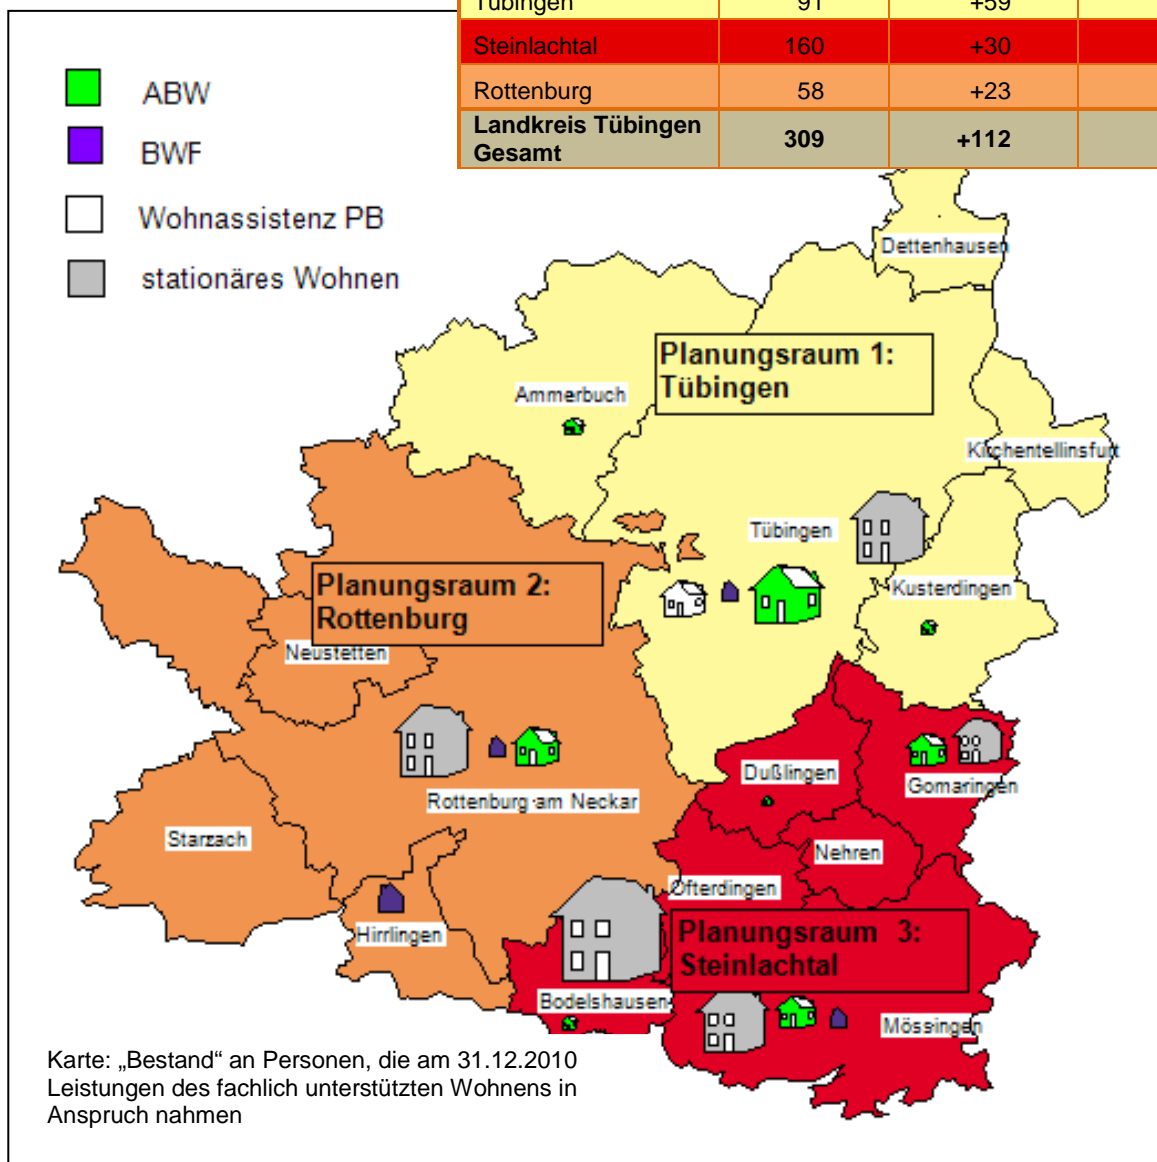 Tübingen 91 +59
Steinlachtal 160 +30
Rottenburg 58 +23
Landkreis Tübingen
Gesamt 309 +112
ABW
BWF
Wohnassistenz PB
stationäres Wohnen
Dettenhausen
Planungsraum 1:
Tübingen
Ammerbuch
Kirchentellinsfurt
Tübingen
Kusterdingen
Planungsraum 2:
Rottenburg
Neustetten
Dußlingen
Gomaringen
Rottenburg am Neckar
Starzach
Nehren
Ofterdingen
Hirrlingen
Planungsraum 3:
Steinlachtal
Bodelshausen
Mössingen
Karte: „Bestand“ an Personen, die am 31.12.2010
Leistungen des fachlich unterstützten Wohnens in
Anspruch nahmen